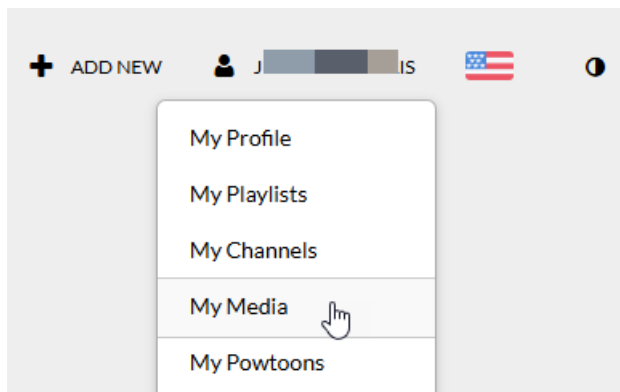 ADD NEW
My Profile
My Playlists
My Channels
My Media
My Powtoons